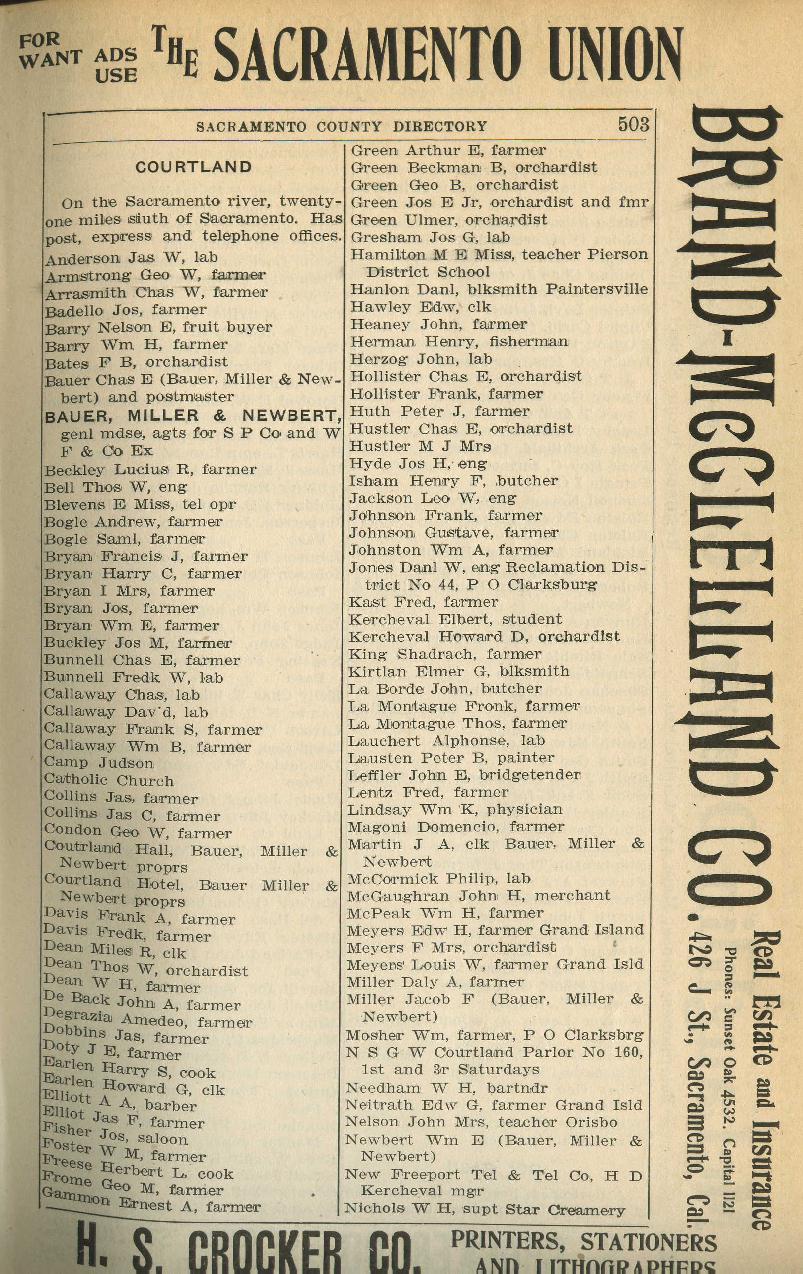 FOR
WANT ADS
USE
THE SACRAMENTO UNION
SACRAMENTO COUNTY DIRECTORY 503
COURTLAND
On the Sacramento river, twenty-
one miles siuth of Sacramento. Has
post, express and telephone offices.
Anderson Jas W, lab
Armstrong Geo W, farmer
Arrasmith Chas W, farmer
Badello Jos, farmer
Barry Nelson E, fruit buyer
Barry Wm H, farmer
Bates F B, orchardist
Bauer Chas E (Bauer, Miller & New-
bert) and postmaster
BAUER, MILLER & NEWBERT,
genl mdse, agts for S P Co and W
F & Co Ex
Beckley Lucius R, farmer
Bell Thos W, eng
Blevens E Miss, tel opr
Bogle Andrew, farmer
Bogle Saml, farmer
Bryan Francis J, farmer
Bryan Harry C, farmer
Bryan I Mrs, farmer
Bryan Jos, farmer
Bryan Wm E, farmer
Buckley Jos M, farmer
Bunnell Chas E, farmer
Bunnell Fredk W, lab
Callaway Chas, lab
Callaway Dav'd, lab
Callaway Frank S, farmer
Callaway Wm B, farmer
Camp Judson
Catholic Church
Collins Jas, farmer
Collins Jas C, farmer
Condon Geo W, farmer
Coutrland Hall, Bauer, Miller &
Newbert proprs
Courtland Hotel, Bauer Miller &
Newbert proprs
Davis Frank A, farmer
Davis Fredk, farmer
Dean Miles R, clk
Dean Thos W, orchardist
Dean W H, farmer
De Back John A, farmer
Degrazia Amedeo, farmer
Dobbins Jas, farmer
Doty J E, farmer
Earlen Harry S, cook
Earlen Howard G, clk
Elliott A A, barber
Elliot Jas F, farmer
Fisher Jos, saloon
Foster W M, farmer
Freese Herbert L, cook
Frome Geo M, farmer
Gammon Ernest A, farmer
Green Arthur E, farmer
Green Beckman B, orchardist
Green Geo B, orchardist
Green Jos E Jr, orchardist and fmr
Green Ulmer, orchardist
Gresham Jos G, lab
Hamilton M E Miss, teacher Pierson
District School
Hanlon Danl, blksmith Paintersville
Hawley Edw, clk
Heaney John, farmer
Herman Henry, fisherman
Herzog John, lab
Hollister Chas E, orchardist
Hollister Frank, farmer
Huth Peter J, farmer
Hustler Chas E, orchardist
Hustler M J Mrs
Hyde Jos H, eng
Isham Henry F, butcher
Jackson Leo W, eng
Johnson Frank, farmer
Johnson Gustave, farmer
Johnston Wm A, farmer
Jones Danl W, eng Reclamation Dis-
trict No 44, P O Clarksburg
Kast Fred, farmer
Kercheval Elbert, student
Kercheval Howard D, orchardist
King Shadrach, farmer
Kirtlan Elmer G, blksmith
La Borde John, butcher
La Montague Fronk, farmer
La Montague Thos, farmer
Lauchert Alphonse, lab
Lausten Peter B, painter
Leffler John E, bridgetender
Lentz Fred, farmer
Lindsay Wm K, physician
Magoni Domencio, farmer
Martin J A, clk Bauer, Miller &
Newbert
McCormick Philip, lab
McGaughran John H, merchant
McPeak Wm H, farmer
Meyers Edw H, farmer Grand Island
Meyers F Mrs, orchardist
Meyers Louis W, farmer Grand Isld
Miller Daly A, farmer
Miller Jacob F (Bauer, Miller &
Newbert)
Mosher Wm, farmer, P O Clarksbrg
N S G W Courtland Parlor No 160,
1st and 3r Saturdays
Needham W H, bartndr
Neitrath Edw G, farmer Grand Isld
Nelson John Mrs, teacher Orisbo
Newbert Wm E (Bauer, Miller &
Newbert)
New Freeport Tel & Tel Co, H D
Kercheval mgr
Nichols W H, supt Star Creamery
BRAND-McCLELLAND CO.
Real Estate and Insurance
Phones: Sunset Oak 4532. Capital 1121
426 J St., Sacramento, Cal.
H. S. CROCKER CO.
PRINTERS, STATIONERS
AND LITHOGRAPHERS